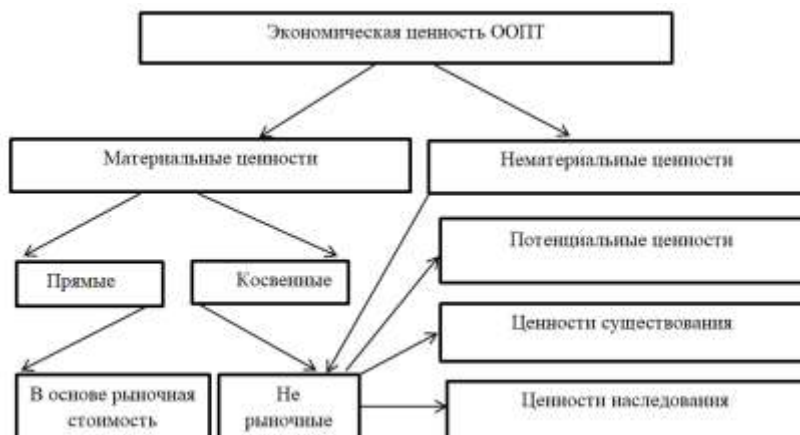 Экономическая ценность ООПТ
Материальные ценности
Нематериальные ценности
Потенциальные ценности
Прямые
Косвенные
Ценности существования
В основе рыночная
стоимость
Не
рыночные
Ценности наследования